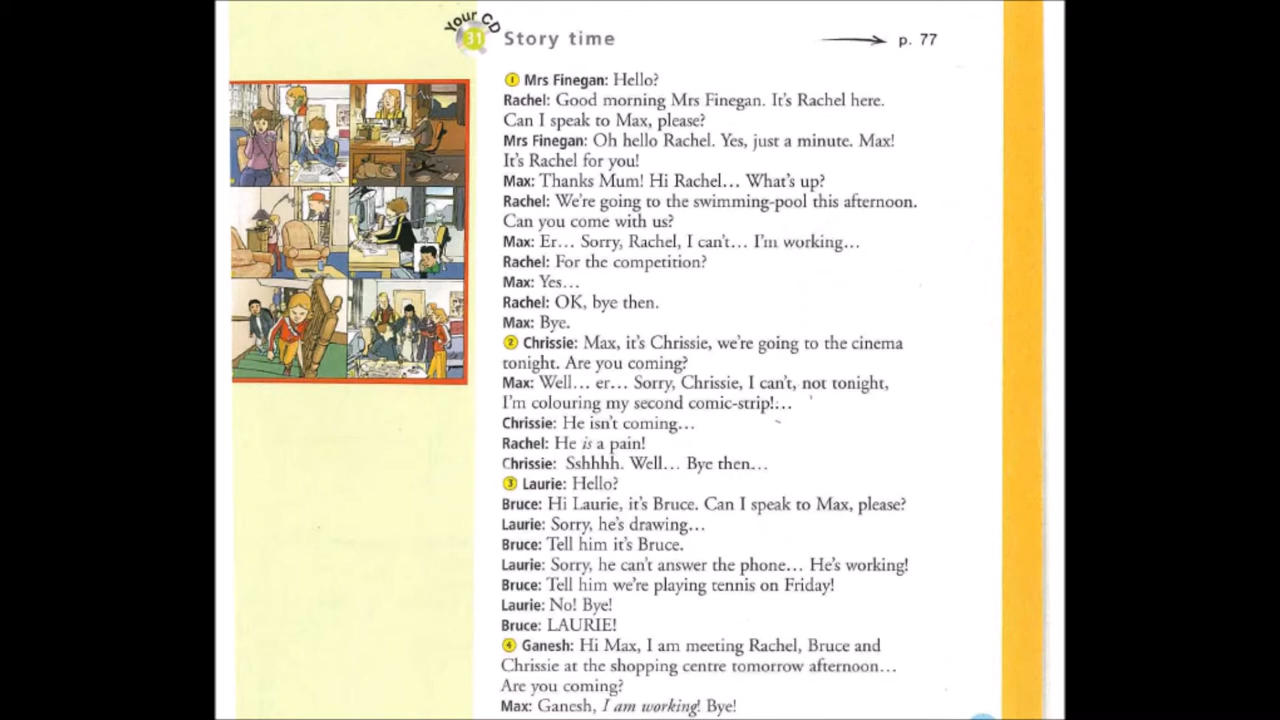 Your CD
31 Story time p. 77
1 Mrs Finegan: Hello?
Rachel: Good morning Mrs Finegan. It's Rachel here.
Can I speak to Max, please?
Mrs Finegan: Oh hello Rachel. Yes, just a minute. Max!
It's Rachel for you!
Max: Thanks Mum! Hi Rachel... What's up?
Rachel: We're going to the swimming-pool this afternoon.
Can you come with us?
Max: Er... Sorry, Rachel, I can't... I'm working...
Rachel: For the competition?
Max: Yes...
Rachel: OK, bye then.
Max: Bye.
2 Chrissie: Max, it's Chrissie, we're going to the cinema
tonight. Are you coming?
Max: Well... er... Sorry, Chrissie, I can't, not tonight,
I'm colouring my second comic-strip!...
Chrissie: He isn't coming...
Rachel: He is a pain!
Chrissie: Sshhhh. Well... Bye then...
3 Laurie: Hello?
Bruce: Hi Laurie, it's Bruce. Can I speak to Max, please?
Laurie: Sorry, he's drawing...
Bruce: Tell him it's Bruce.
Laurie: Sorry, he can't answer the phone... He's working!
Bruce: Tell him we're playing tennis on Friday!
Laurie: No! Bye!
Bruce: LAURIE!
4 Ganesh: Hi Max, I am meeting Rachel, Bruce and
Chrissie at the shopping centre tomorrow afternoon...
Are you coming?
Max: Ganesh, I am working! Bye!